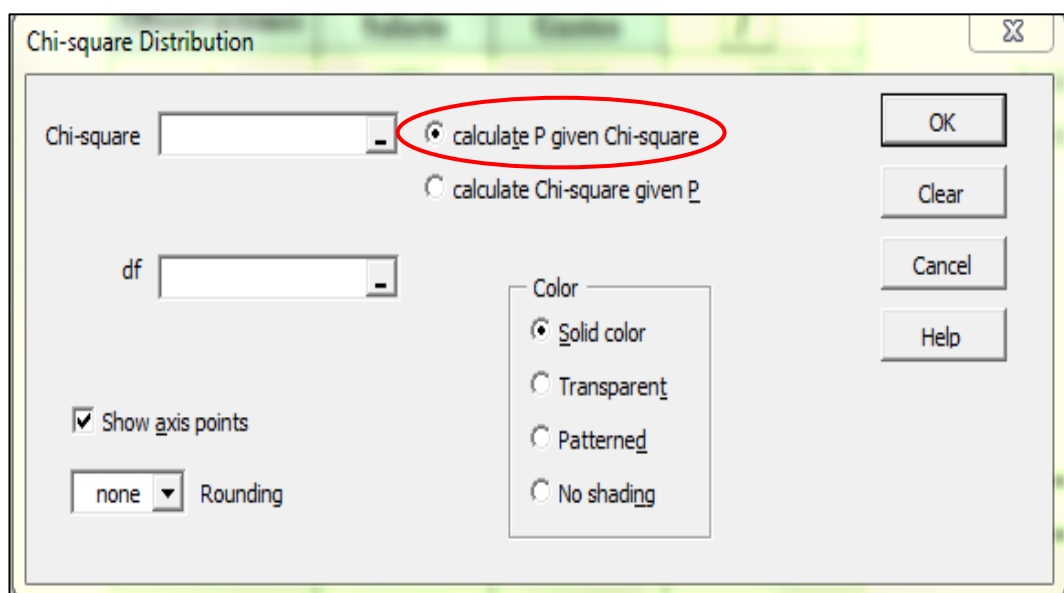 Chi-square Distribution
Chi-square
calculate P given Chi-square
calculate Chi-square given P
df
Color
Solid color
Transparent
Patterned
No shading
Show axis points
none Rounding
OK
Clear
Cancel
Help